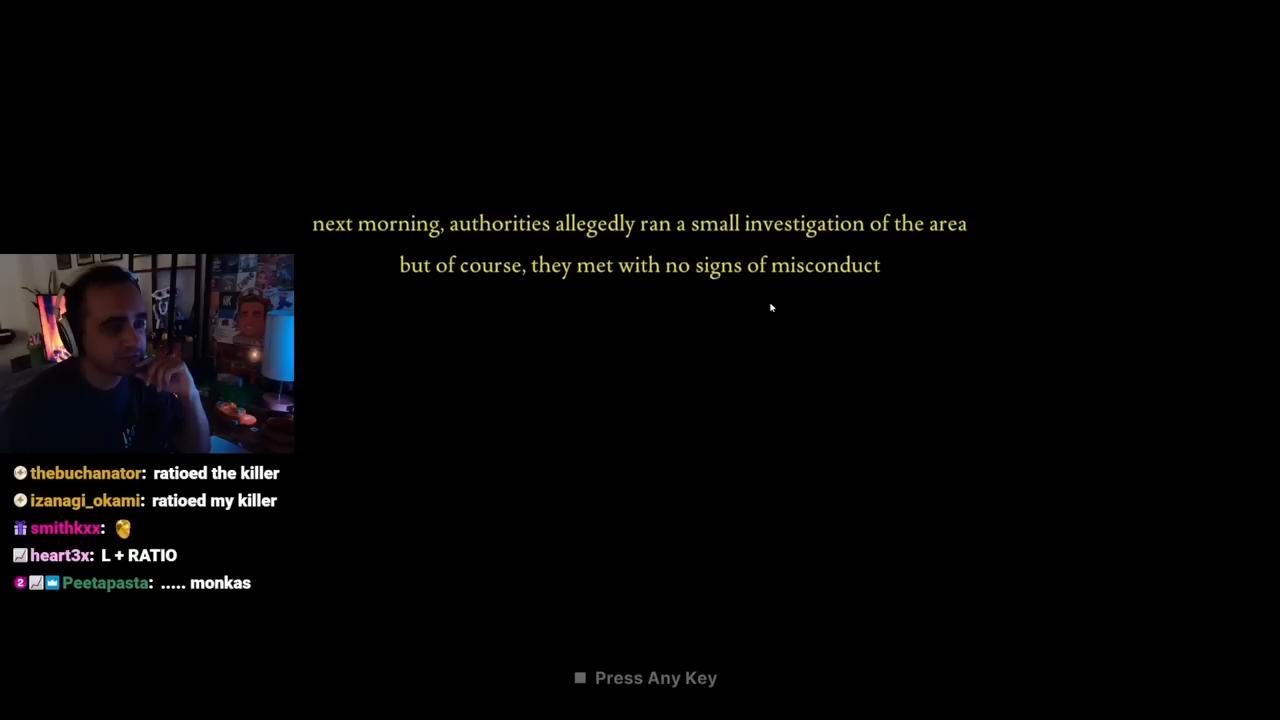 next morning, authorities allegedly ran a small investigation of the area
but of course, they met with no signs of misconduct
thebuchanator: ratioed the killer
izanagi_okami: ratioed my killer
smithkxx:
heart3x: L + RATIO
2 Peetapasta: ..... monkas
Press Any Key